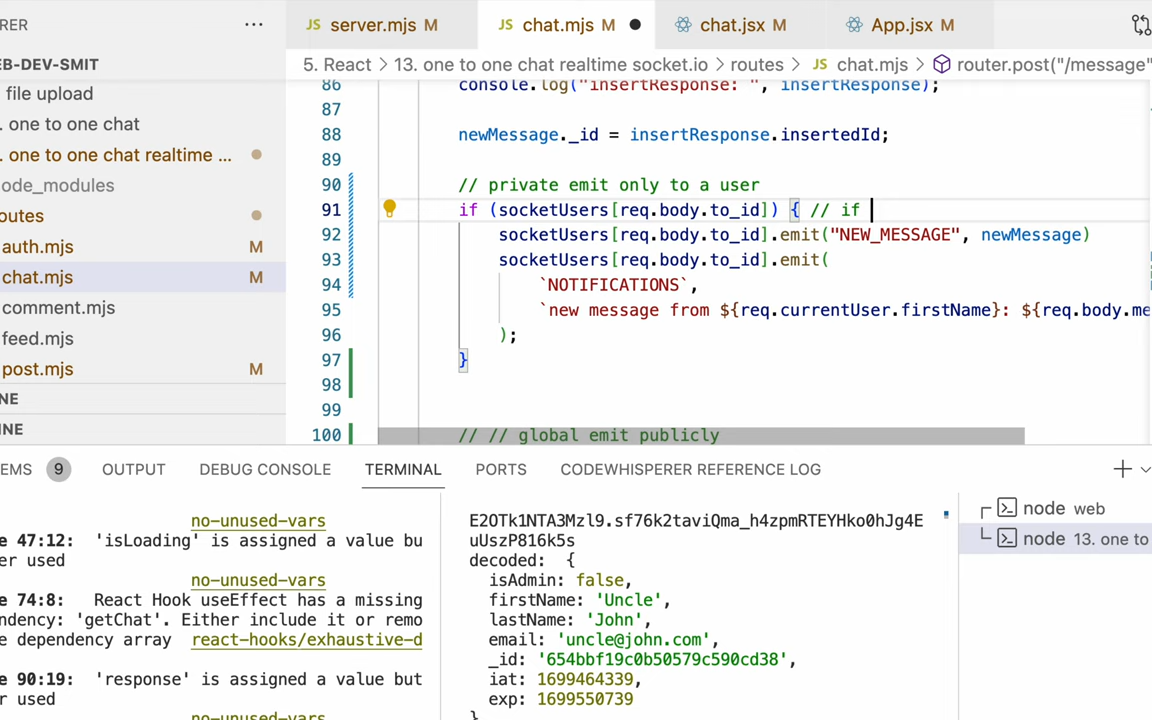 RER ...
JS server.mjs M
JS chat.mjs M ●
chat.jsx M
App.jsx M
EB-DEV-SMIT
5. React > 13. one to one chat realtime socket.io > routes > JS chat.mjs > router.post("/message"
file upload
. one to one chat
. one to one chat realtime ...
ode_modules
outes
auth.mjs M
chat.mjs M
comment.mjs
feed.mjs
post.mjs M
NE
INE
86 console.log("insertResponse: ", insertResponse);
87
88 newMessage._id = insertResponse.insertedId;
89
90 // private emit only to a user
91 if (socketUsers[req.body.to_id]) { // if
92 socketUsers[req.body.to_id].emit("NEW_MESSAGE", newMessage)
93 socketUsers[req.body.to_id].emit(
94 `NOTIFICATIONS`,
95 `new message from ${req.currentUser.firstName}: ${req.body.me
96 );
97 }
98
99
100 // // global emit publicly
EMS 9 OUTPUT DEBUG CONSOLE TERMINAL PORTS CODEWHISPERER REFERENCE LOG
no-unused-vars
e 47:12: 'isLoading' is assigned a value bu
er used
no-unused-vars
e 74:8: React Hook useEffect has a missing
ndency: 'getChat'. Either include it or remo
e dependency array react-hooks/exhaustive-d
e 90:19: 'response' is assigned a value but
r used
no-unused-vars
E2OTk1NTA3Mzl9.sf76k2taviQma_h4zpmRTEYHko0hJg4E
uUszP816k5s
decoded: {
isAdmin: false,
firstName: 'Uncle',
lastName: 'John',
email: 'uncle@john.com',
_id: '654bbf19c0b50579c590cd38',
iat: 1699464339,
exp: 1699550739
}
node web
node 13. one to